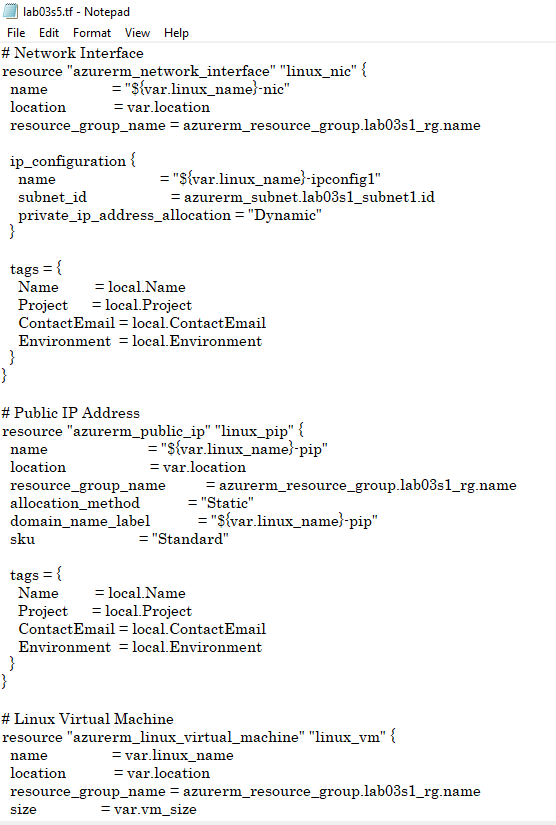 lab03s5.tf - Notepad
File Edit Format View Help
# Network Interface
resource "azurerm_network_interface" "linux_nic" {
  name                = "${var.linux_name}-nic"
  location            = var.location
  resource_group_name = azurerm_resource_group.lab03s1_rg.name

  ip_configuration {
    name                          = "${var.linux_name}-ipconfig1"
    subnet_id                     = azurerm_subnet.lab03s1_subnet1.id
    private_ip_address_allocation = "Dynamic"
  }

  tags = {
    Name         = local.Name
    Project      = local.Project
    ContactEmail = local.ContactEmail
    Environment  = local.Environment
  }
}

# Public IP Address
resource "azurerm_public_ip" "linux_pip" {
  name                         = "${var.linux_name}-pip"
  location                     = var.location
  resource_group_name          = azurerm_resource_group.lab03s1_rg.name
  allocation_method            = "Static"
  domain_name_label            = "${var.linux_name}-pip"
  sku                          = "Standard"

  tags = {
    Name         = local.Name
    Project      = local.Project
    ContactEmail = local.ContactEmail
    Environment  = local.Environment
  }
}

# Linux Virtual Machine
resource "azurerm_linux_virtual_machine" "linux_vm" {
  name                = var.linux_name
  location            = var.location
  resource_group_name = azurerm_resource_group.lab03s1_rg.name
  size                = var.vm_size